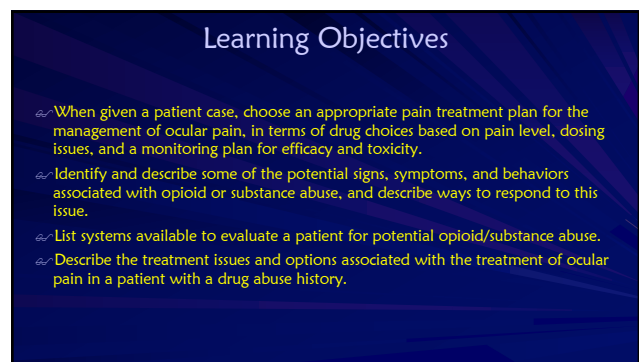 Learning Objectives
When given a patient case, choose an appropriate pain treatment plan for the
management of ocular pain, in terms of drug choices based on pain level, dosing
issues, and a monitoring plan for efficacy and toxicity.
Identify and describe some of the potential signs, symptoms, and behaviors
associated with opioid or substance abuse, and describe ways to respond to this
issue.
List systems available to evaluate a patient for potential opioid/substance abuse.
Describe the treatment issues and options associated with the treatment of ocular
pain in a patient with a drug abuse history.